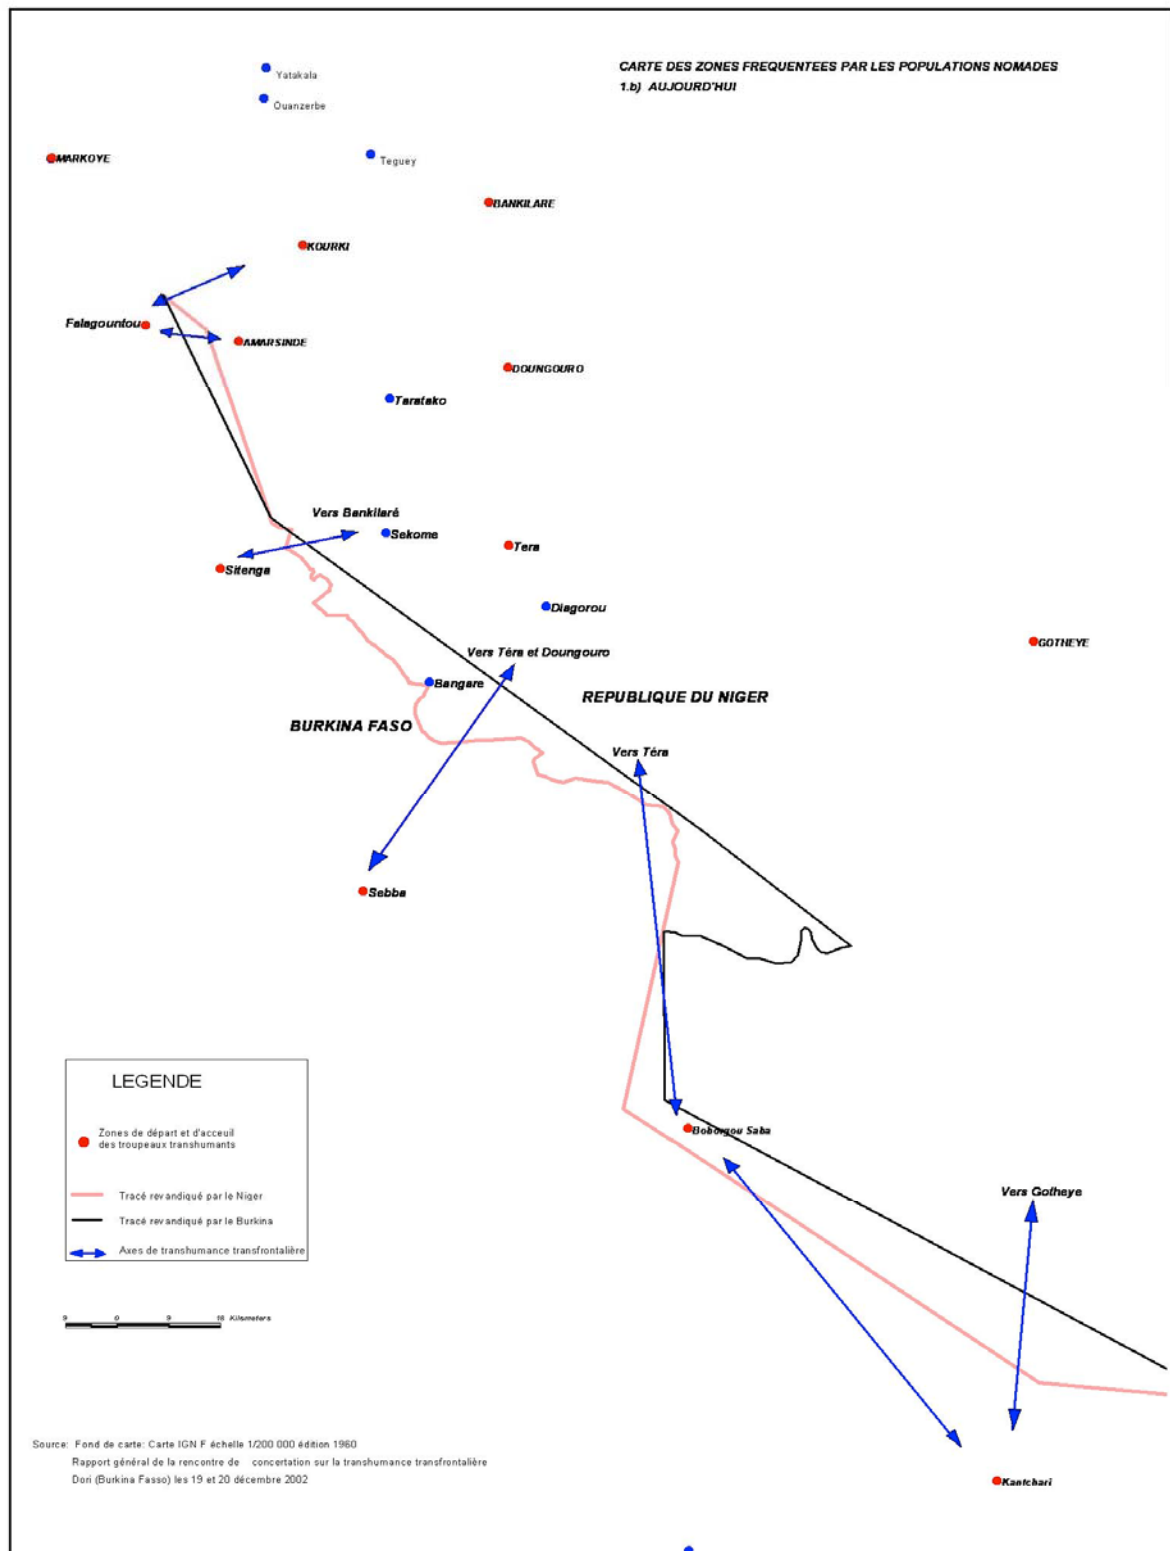 CARTE DES ZONES FREQUENTEES PAR LES POPULATIONS NOMADES
1.b) AUJOURD'HUI
Yatakala
Ouanzerbe
MARKOYE
Teguey
BANKILARE
KOURKI
Falagountou
AMARSINDE
DOUNGOURO
Taratako
Vers Bankilaré
Sekome
Tera
Sitenga
Diagorou
GOTHEYE
Vers Téra et Doungouro
Bangare
REPUBLIQUE DU NIGER
BURKINA FASO
Vers Téra
Sebba
LEGENDE
Zones de départ et d'acceuil
des troupeaux transhumants
Tracé revandiqué par le Niger
Tracé revandiqué par le Burkina
Axes de transhumance transfrontalière
Boborgou Saba
Vers Gotheye
9 0 9 18 Kilometers
Source: Fond de carte: Carte IGN F échelle 1/200 000 édition 1960
Rapport général de la rencontre de concertation sur la transhumance transfrontalière
Dori (Burkina Fasso) les 19 et 20 décembre 2002
Kantchari